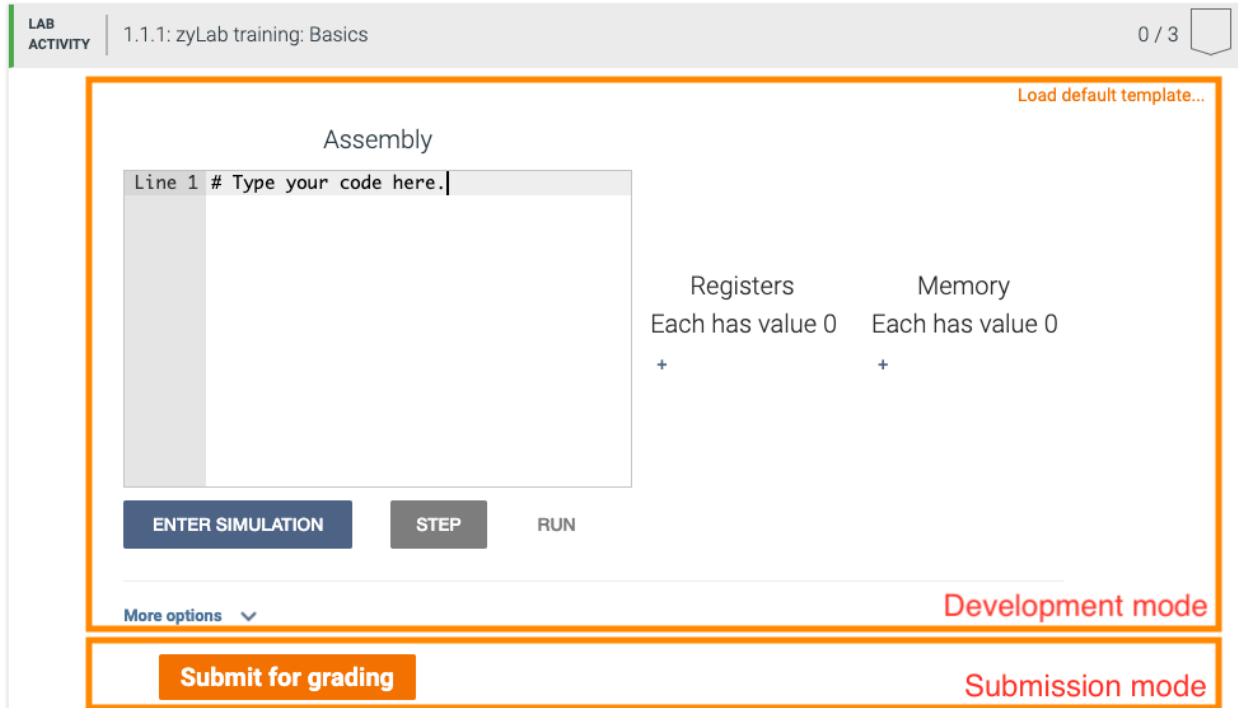 LAB
ACTIVITY
1.1.1: zyLab training: Basics
0 / 3
Load default template...
Assembly
Line 1 # Type your code here.
Registers
Memory
Each has value 0
Each has value 0
+
+
ENTER SIMULATION
STEP
RUN
More options
Development mode
Submit for grading
Submission mode